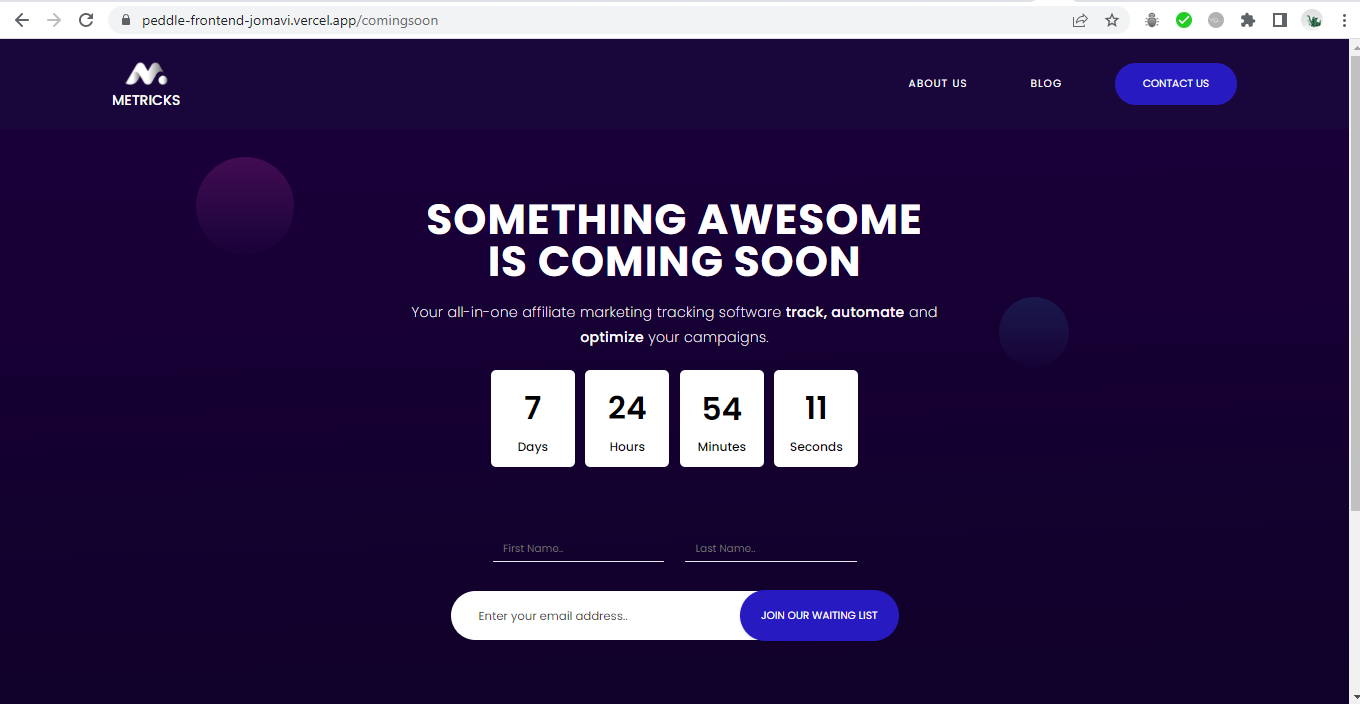 peddle-frontend-jomavi.vercel.app/comingsoon
METRICKS
ABOUT US
BLOG
CONTACT US
SOMETHING AWESOME
IS COMING SOON
Your all-in-one affiliate marketing tracking software track, automate and
optimize your campaigns.
7
24
54
11
Days
Hours
Minutes
Seconds
First Name..
Last Name..
Enter your email address..
JOIN OUR WAITING LIST